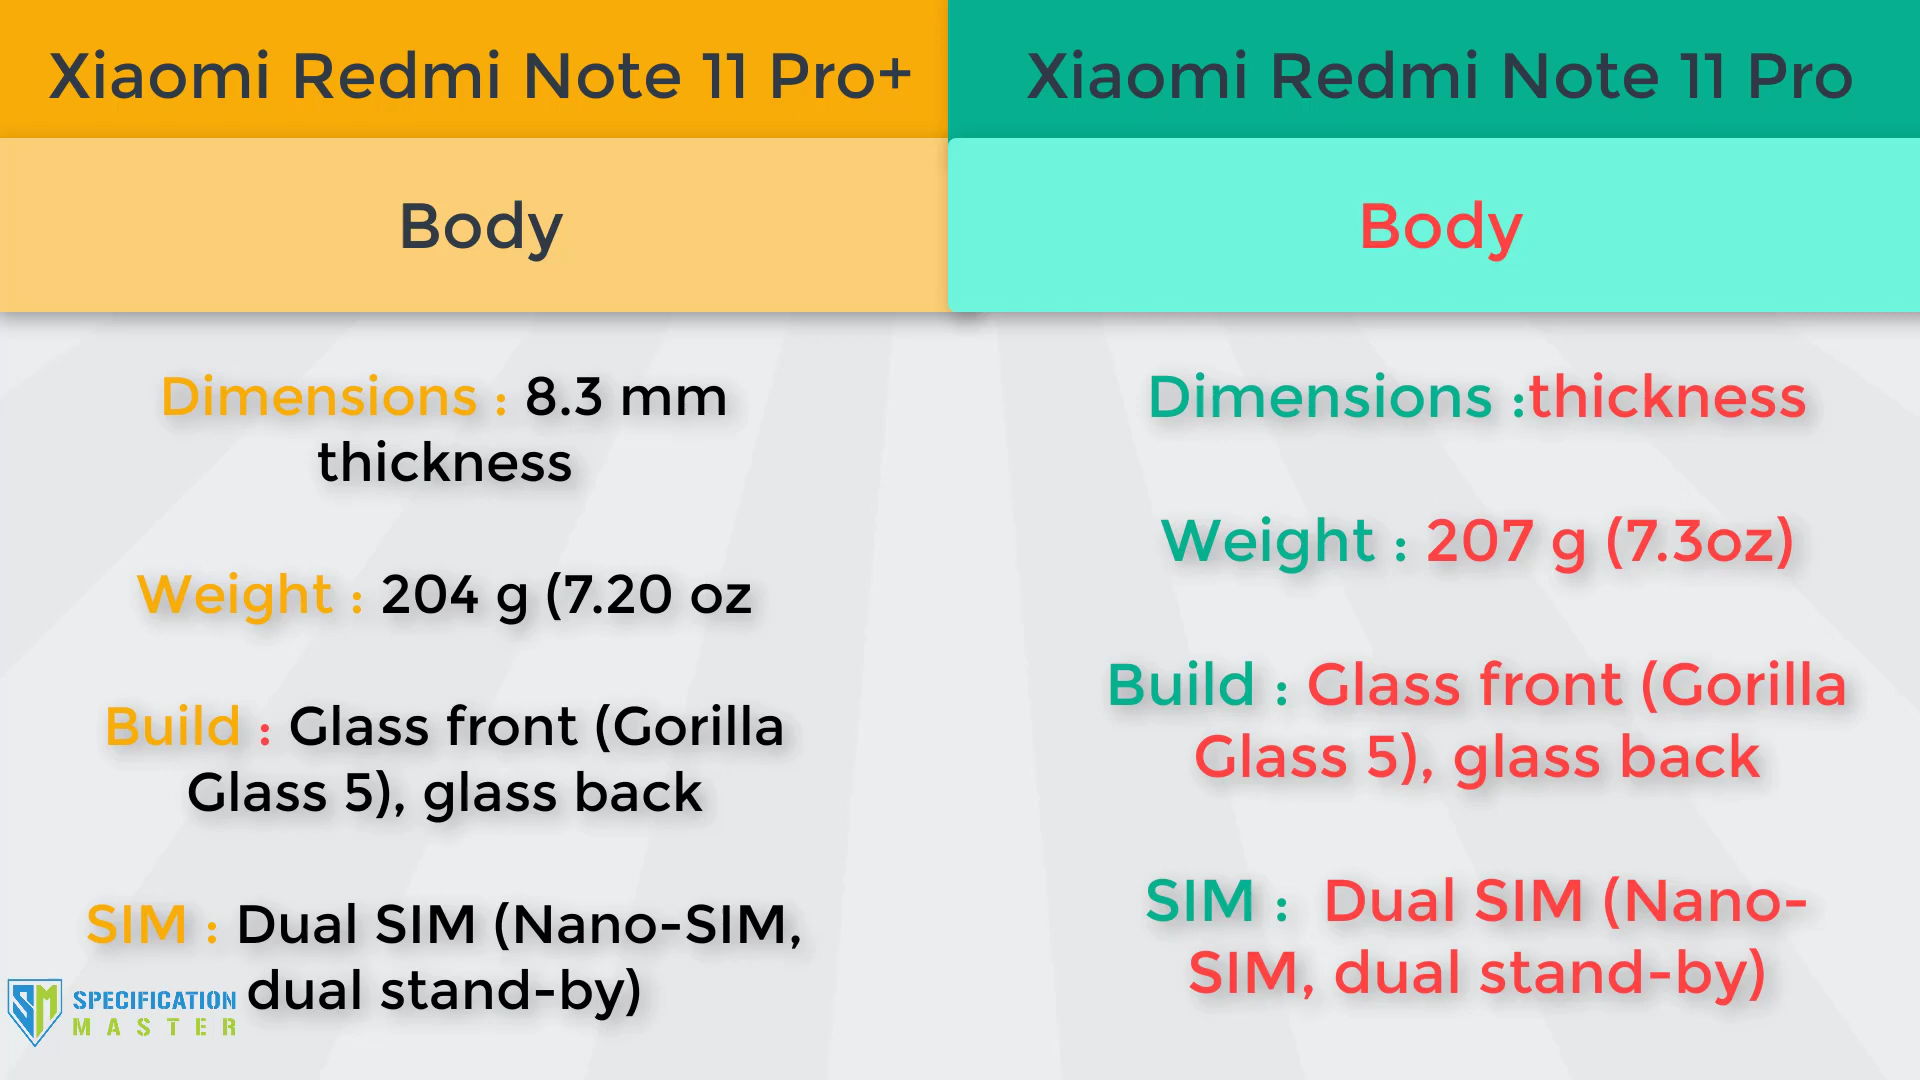 Xiaomi Redmi Note 11 Pro+
Body
Dimensions : 8.3 mm
thickness
Weight : 204 g (7.20 oz
Build : Glass front (Gorilla
Glass 5), glass back
SIM : Dual SIM (Nano-SIM,
dual stand-by)
Xiaomi Redmi Note 11 Pro
Body
Dimensions :thickness
Weight : 207 g (7.3oz)
Build : Glass front (Gorilla
Glass 5), glass back
SIM :  Dual SIM (Nano-
SIM, dual stand-by)
SM
SPECIFICATION
MASTER